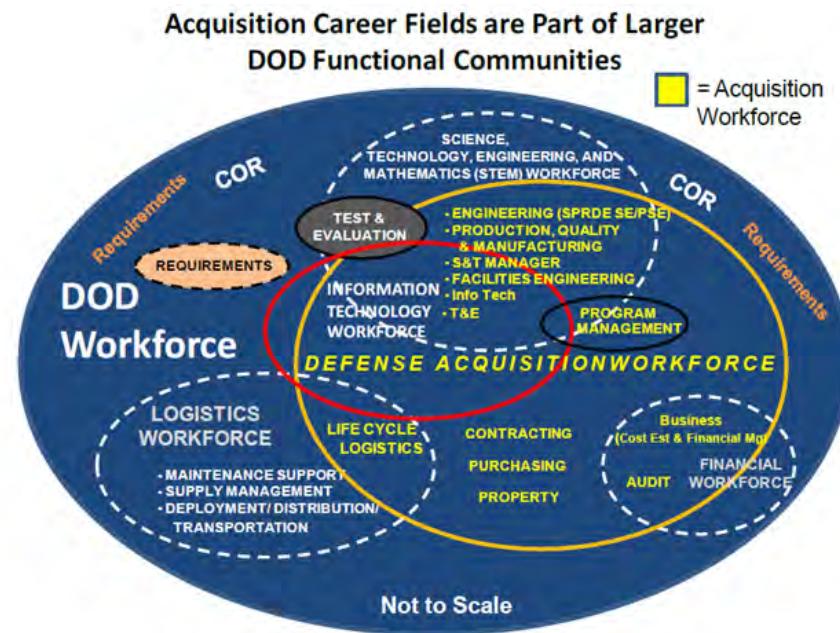 Acquisition Career Fields are Part of Larger
DOD Functional Communities
= Acquisition
Workforce
SCIENCE,
TECHNOLOGY, ENGINEERING, AND
MATHEMATICS (STEM) WORKFORCE
COR
COR
Requirements
Requirements
TEST &
EVALUATION
REQUIREMENTS
- ENGINEERING (SPRDE SE/PSE)
- PRODUCTION, QUALITY
& MANUFACTURING
- S&T MANAGER
- FACILITIES ENGINEERING
- Info Tech
- T&E
INFORMATION
TECHNOLOGY
WORKFORCE
PROGRAM
MANAGEMENT
DOD
Workforce
DEFENSE ACQUISITIONWORKFORCE
LOGISTICS
WORKFORCE
- MAINTENANCE SUPPORT
- SUPPLY MANAGEMENT
- DEPLOYMENT/ DISTRIBUTION/
TRANSPORTATION
LIFE CYCLE
LOGISTICS
CONTRACTING
PURCHASING
PROPERTY
Business
(Cost Est & Financial Mgt)
AUDIT
FINANCIAL
WORKFORCE
Not to Scale